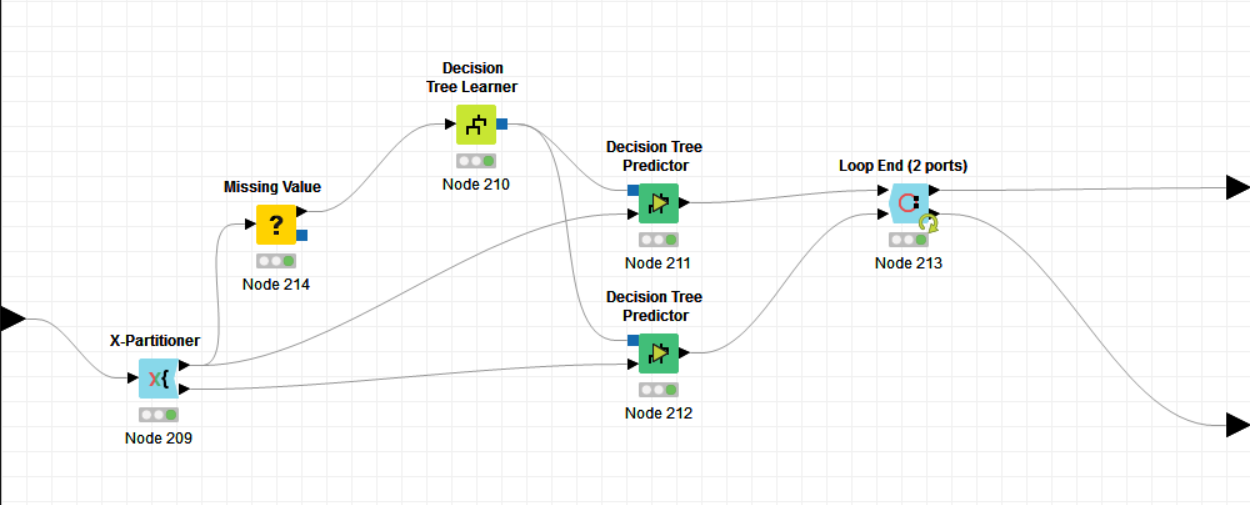 Decision
Tree Learner
Node 210
Decision Tree
Predictor
Node 211
Loop End (2 ports)
Node 213
Missing Value
?
Node 214
Decision Tree
Predictor
Node 212
X-Partitioner
X{
Node 209